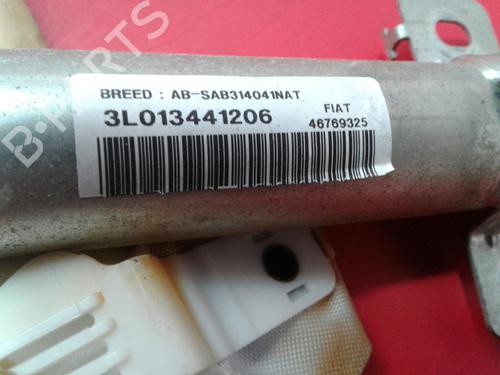 B-PARTS
BREED : AB-SAB314041NAT
3L013441206
FIAT
46769325